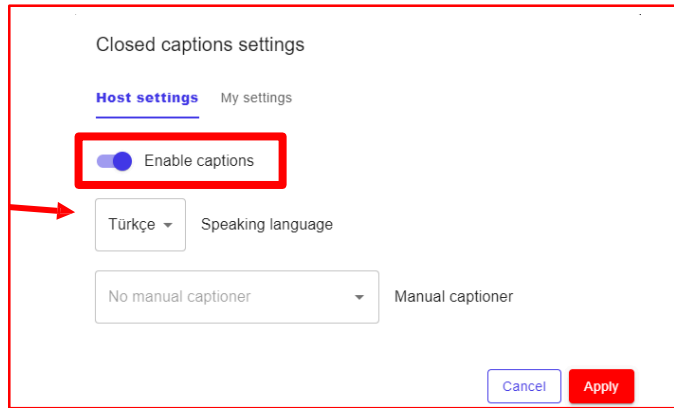 Closed captions settings
Host settings My settings
Enable captions
Türkçe Speaking language
No manual captioner Manual captioner
Cancel Apply